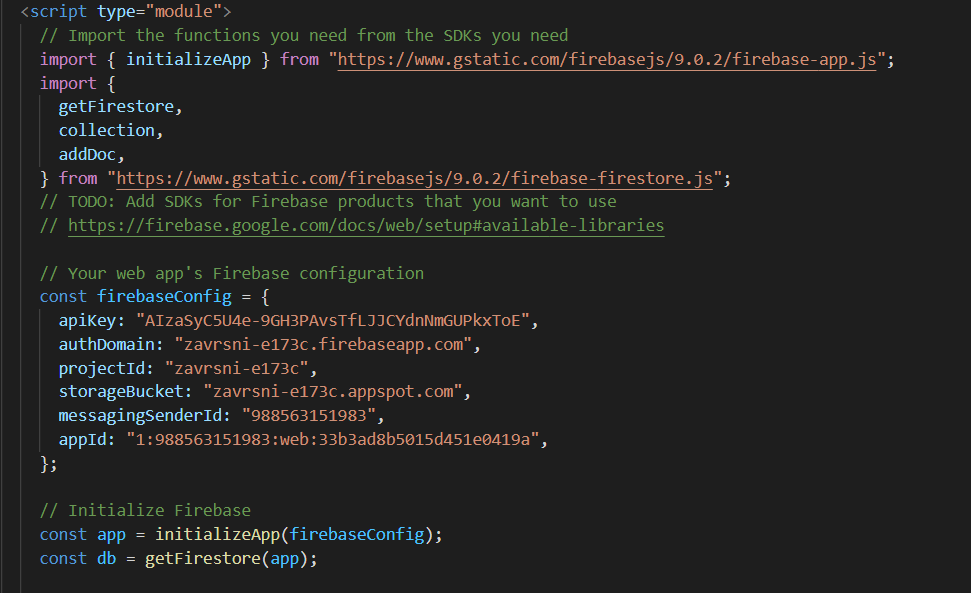 <script type="module">
// Import the functions you need from the SDKs you need
import { initializeApp } from "https://www.gstatic.com/firebasejs/9.0.2/firebase-app.js";
import {
getFirestore,
collection,
addDoc,
} from "https://www.gstatic.com/firebasejs/9.0.2/firebase-firestore.js";
// TODO: Add SDKs for Firebase products that you want to use
// https://firebase.google.com/docs/web/setup#available-libraries
// Your web app's Firebase configuration
const firebaseConfig = {
apiKey: "AIzaSyC5U4e-9GH3PAvsTfLJJCYdnNmGUPkxToE",
authDomain: "zavrsni-e173c.firebaseapp.com",
projectId: "zavrsni-e173c",
storageBucket: "zavrsni-e173c.appspot.com",
messagingSenderId: "988563151983",
appId: "1:988563151983:web:33b3ad8b5015d451e0419a",
};
// Initialize Firebase
const app = initializeApp(firebaseConfig);
const db = getFirestore(app);